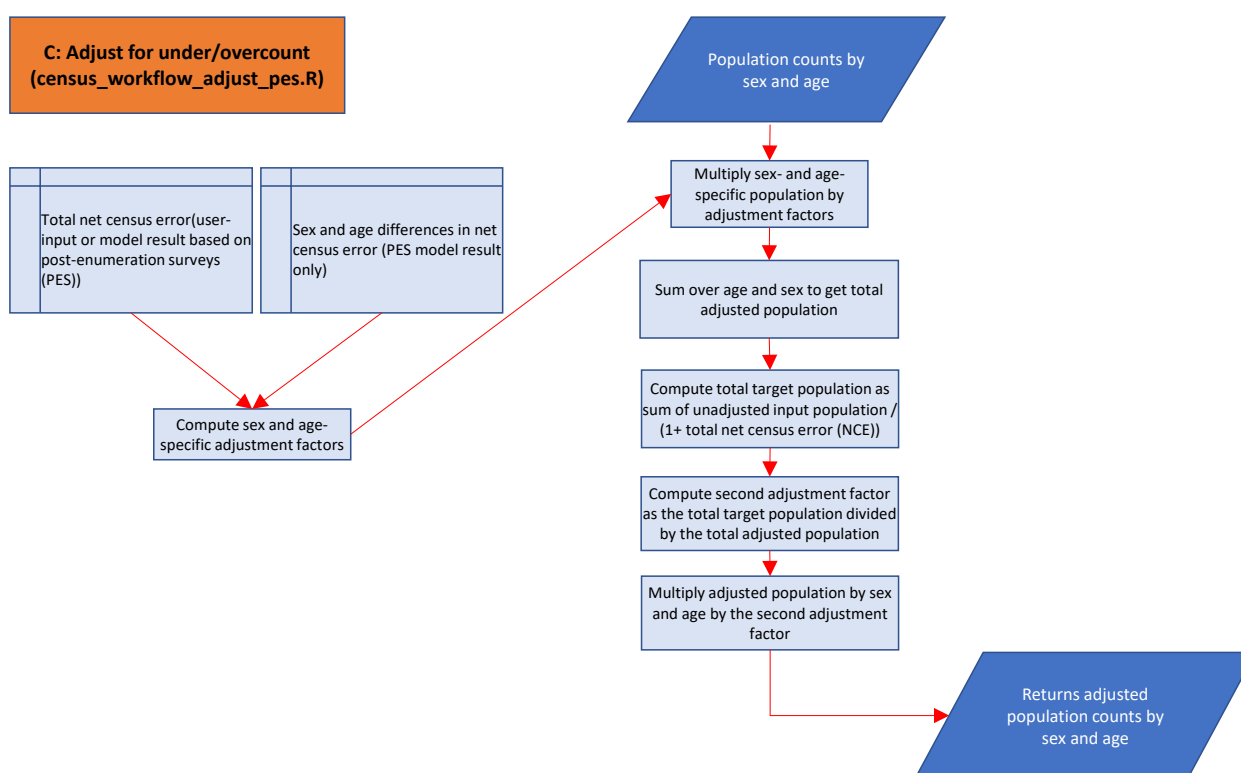 C: Adjust for under/overcount
(census_workflow_adjust_pes.R)
Population counts by
sex and age
Total net census error(user-
input or model result based on
post-enumeration surveys
(PES))
Sex and age differences in net
census error (PES model result
only)
Compute sex and age-
specific adjustment factors
Multiply sex- and age-
specific population by
adjustment factors
Sum over age and sex to get total
adjusted population
Compute total target population as
sum of unadjusted input population /
(1+ total net census error (NCE))
Compute second adjustment factor
as the total target population divided
by the total adjusted population
Multiply adjusted population by sex
and age by the second adjustment
factor
Returns adjusted
population counts by
sex and age